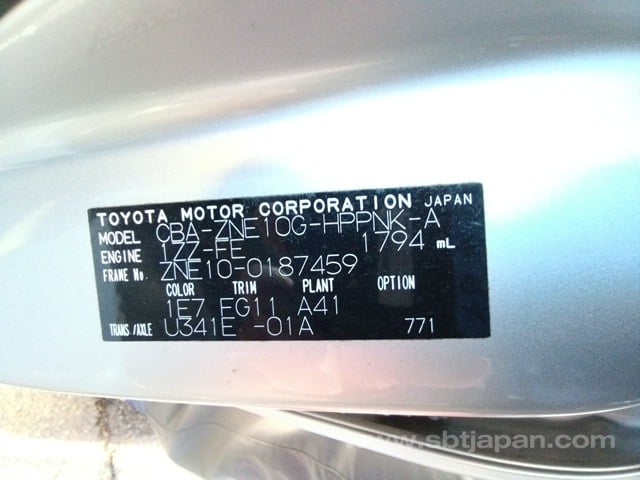 TOYOTA MOTOR CORPORATION JAPAN
MODEL CBA-ZNE10G-HPPNK-A
ENGINE 1ZZ-FE 1794 mL
FRAME No. ZNE10-0187459
COLOR TRIM PLANT OPTION
1E7 EG11 A41
TRANS/AXLE U341E -01A 771
www.sbtjapan.com